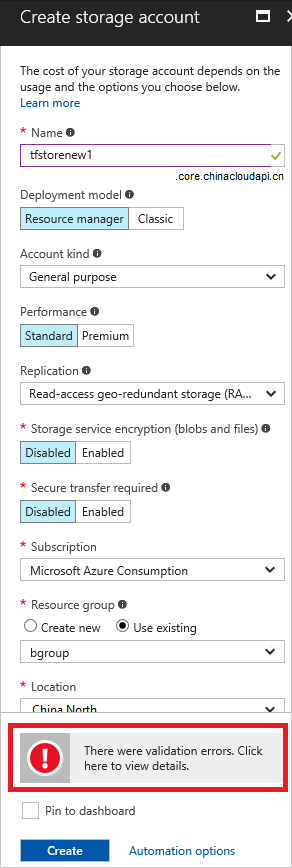 Create storage account
The cost of your storage account depends on the
usage and the options you choose below.
Learn more
* Name
tfstorenew1
.core.chinacloudapi.cn
Deployment model
Resource manager Classic
Account kind
General purpose
Performance
Standard Premium
Replication
Read-access geo-redundant storage (RA...
* Storage service encryption (blobs and files)
Disabled Enabled
* Secure transfer required
Disabled Enabled
* Subscription
Microsoft Azure Consumption
* Resource group
Create new Use existing
bgroup
* Location
China North
There were validation errors. Click
here to view details.
Pin to dashboard
Create Automation options